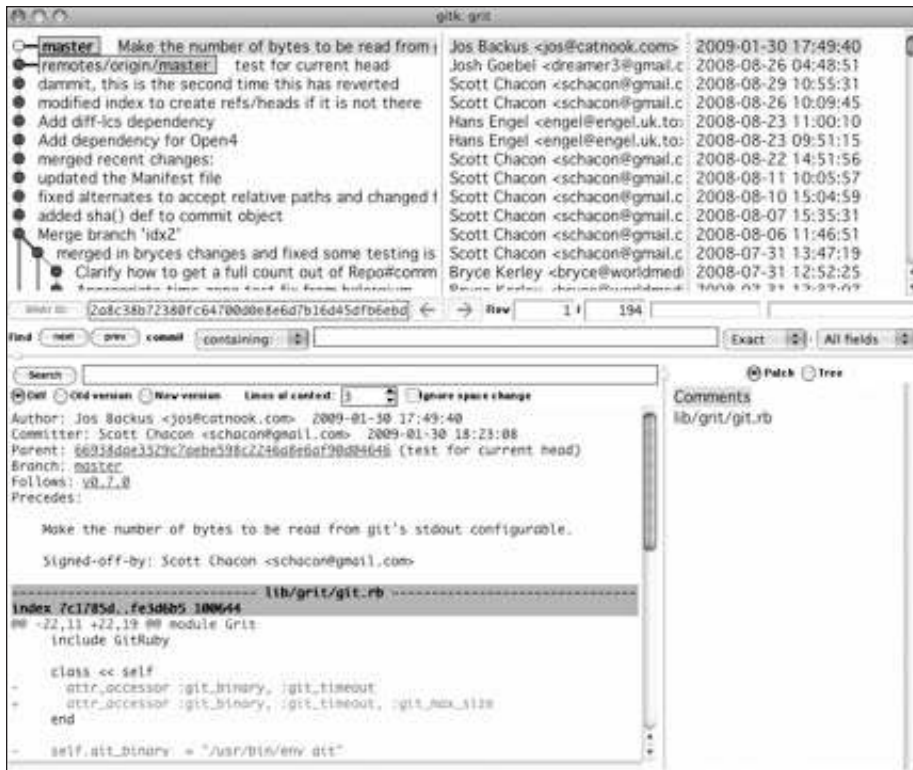 gitk: grit
master Make the number of bytes to be read from
Jos Backus <jos@catnook.com> 2009-01-30 17:49:40
remotes/origin/master test for current head
Josh Goebel <dreamer3@gmail.c 2008-08-26 04:48:51
dammit, this is the second time this has reverted
Scott Chacon <schacon@gmail.c 2008-08-29 10:55:31
modified index to create refs/heads if it is not there
Scott Chacon <schacon@gmail.c 2008-08-26 10:09:45
Add diff-lcs dependency
Hans Engel <engel@engel.uk.to> 2008-08-23 11:00:10
Add dependency for Open4
Hans Engel <engel@engel.uk.to> 2008-08-23 09:51:15
merged recent changes:
Scott Chacon <schacon@gmail.c 2008-08-22 14:51:56
updated the Manifest file
Scott Chacon <schacon@gmail.c 2008-08-11 10:05:57
fixed alternates to accept relative paths and changed f
Scott Chacon <schacon@gmail.c 2008-08-10 15:04:59
added sha() def to commit object
Scott Chacon <schacon@gmail.c 2008-08-07 15:35:31
Merge branch 'idx2'
Scott Chacon <schacon@gmail.c 2008-08-06 11:46:51
merged in bryces changes and fixed some testing is
Scott Chacon <schacon@gmail.c 2008-07-31 13:47:19
Clarify how to get a full count out of Repo#comm
Bryce Kerley <bryce@worldmedi 2008-07-31 12:52:25
← → Row 1 / 194
find next prev commit containing: Exact All fields
Search
Diff Old version New version Lines of context: 3 Ignore space change
Patch Tree
Comments
lib/grit/git.rb
Author: Jos Backus <jos@catnook.com> 2009-01-30 17:49:40
Committer: Scott Chacon <schacon@gmail.com> 2009-01-30 18:23:08
Parent: (test for current head)
Branch: master
Follows: v0.7.0
Precedes:
Make the number of bytes to be read from git's stdout configurable.
Signed-off-by: Scott Chacon <schacon@gmail.com>
lib/grit/git.rb
index 7c1785d..fe3d6b5 100644
@@ -22,11 +22,19 @@ module Grit
include GitRuby
class << self
- attr_accessor :git_binary, :git_timeout
+ attr_accessor :git_binary, :git_timeout, :git_max_size
end
- self.git_binary = "/usr/bin/env git"